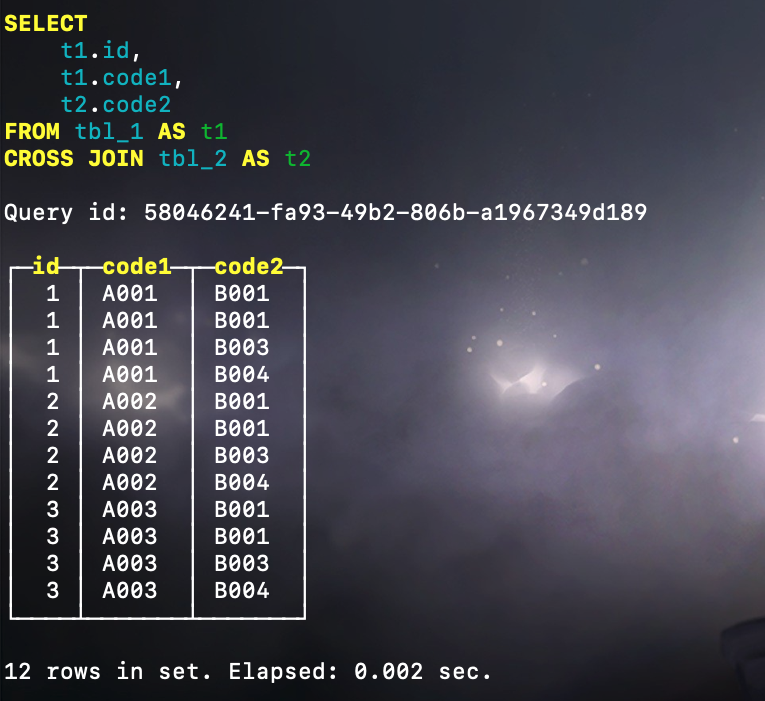 SELECT
    t1.id,
    t1.code1,
    t2.code2
FROM tbl_1 AS t1
CROSS JOIN tbl_2 AS t2
Query id: 58046241-fa93-49b2-806b-a1967349d189
id code1 code2
1 A001 B001
1 A001 B001
1 A001 B003
1 A001 B004
2 A002 B001
2 A002 B001
2 A002 B003
2 A002 B004
3 A003 B001
3 A003 B001
3 A003 B003
3 A003 B004
12 rows in set. Elapsed: 0.002 sec.